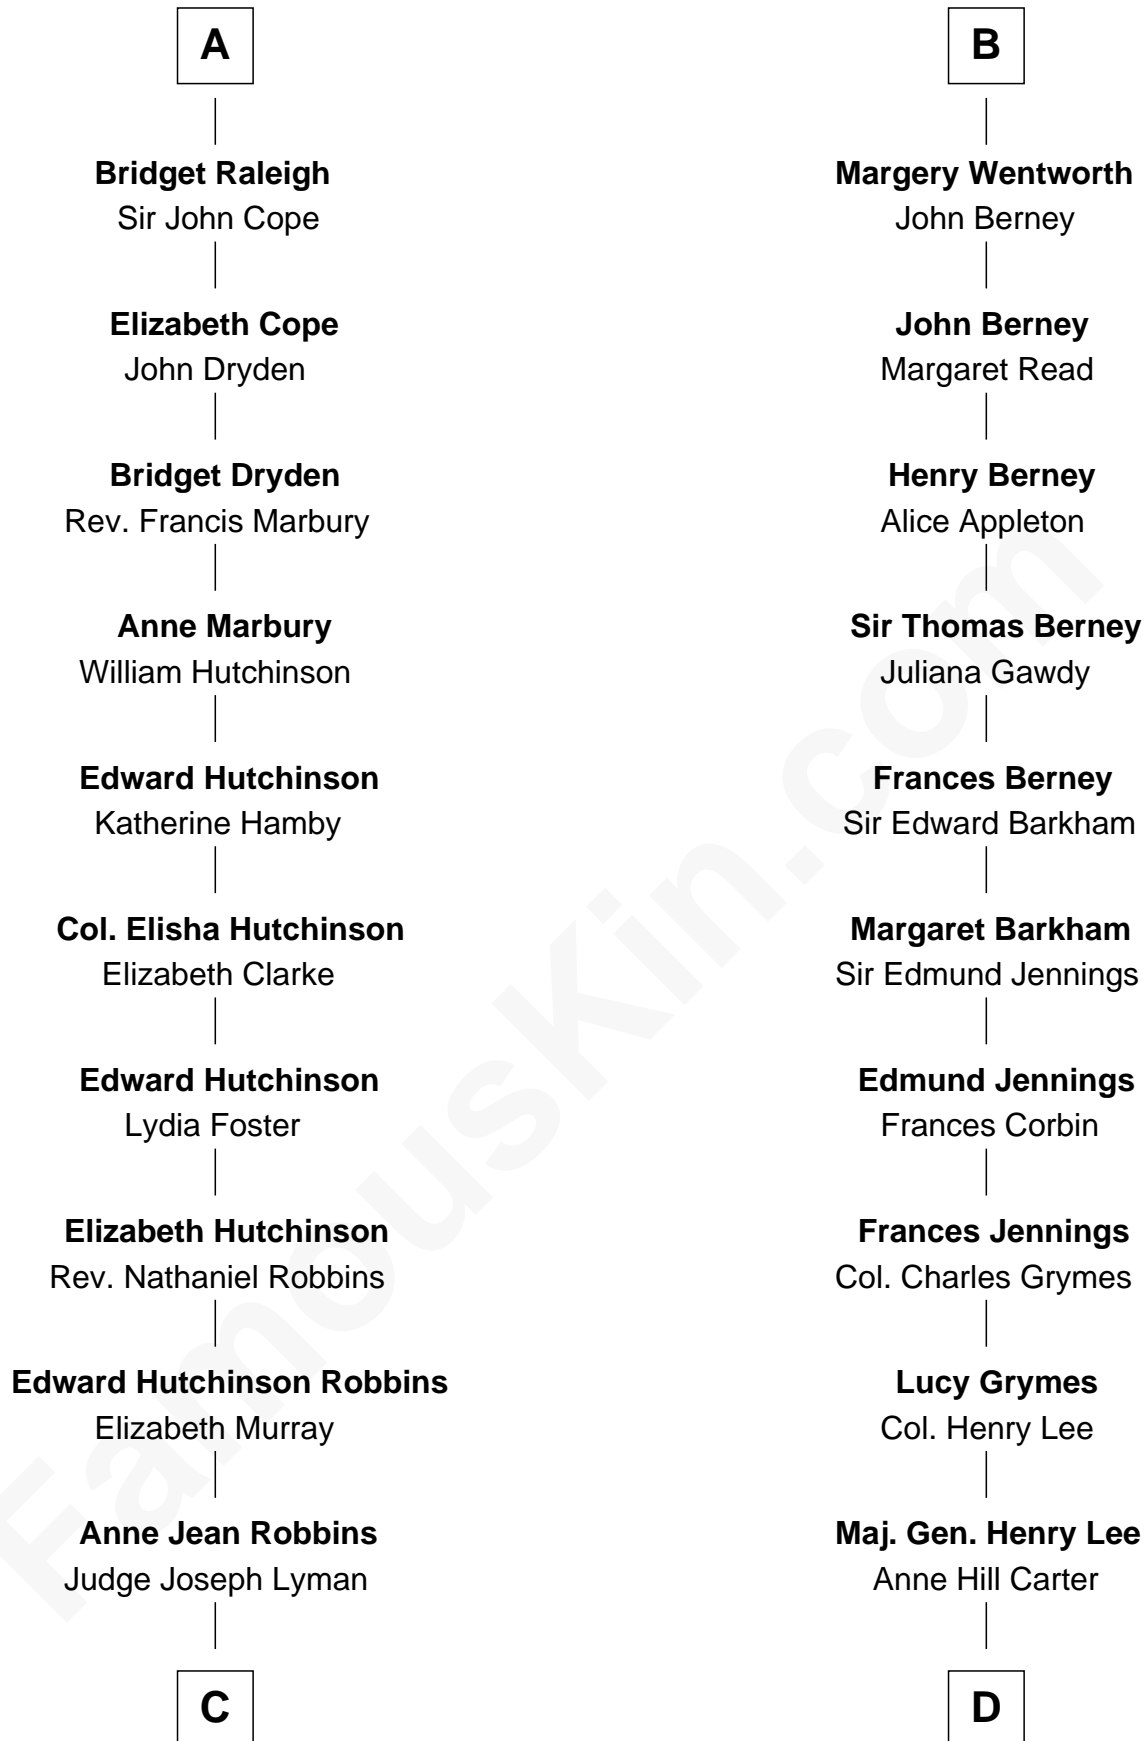 A
Bridget Raleigh
Sir John Cope
Elizabeth Cope
John Dryden
Bridget Dryden
Rev. Francis Marbury
Anne Marbury
William Hutchinson
Edward Hutchinson
Katherine Hamby
Col. Elisha Hutchinson
Elizabeth Clarke
Edward Hutchinson
Lydia Foster
Elizabeth Hutchinson
Rev. Nathaniel Robbins
Edward Hutchinson Robbins
Elizabeth Murray
Anne Jean Robbins
Judge Joseph Lyman
C
B
Margery Wentworth
John Berney
John Berney
Margaret Read
Henry Berney
Alice Appleton
Sir Thomas Berney
Juliana Gawdy
Frances Berney
Sir Edward Barkham
Margaret Barkham
Sir Edmund Jennings
Edmund Jennings
Frances Corbin
Frances Jennings
Col. Charles Grymes
Lucy Grymes
Col. Henry Lee
Maj. Gen. Henry Lee
Anne Hill Carter
D
FamousKin.com